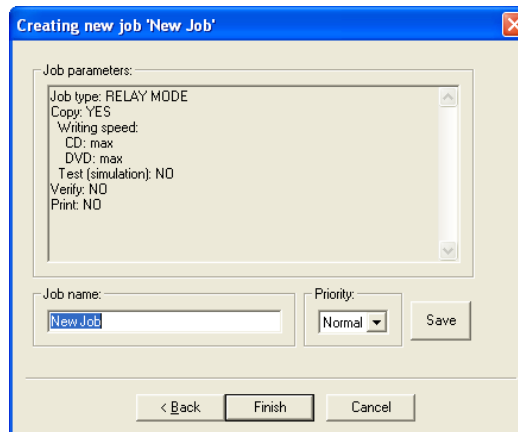 Creating new job 'New Job'
Job parameters:
Job type: RELAY MODE
Copy: YES
Writing speed:
CD: max
DVD: max
Test (simulation): NO
Verify: NO
Print: NO
Job name:
Priority:
New Job
Normal
Save
< Back
Finish
Cancel